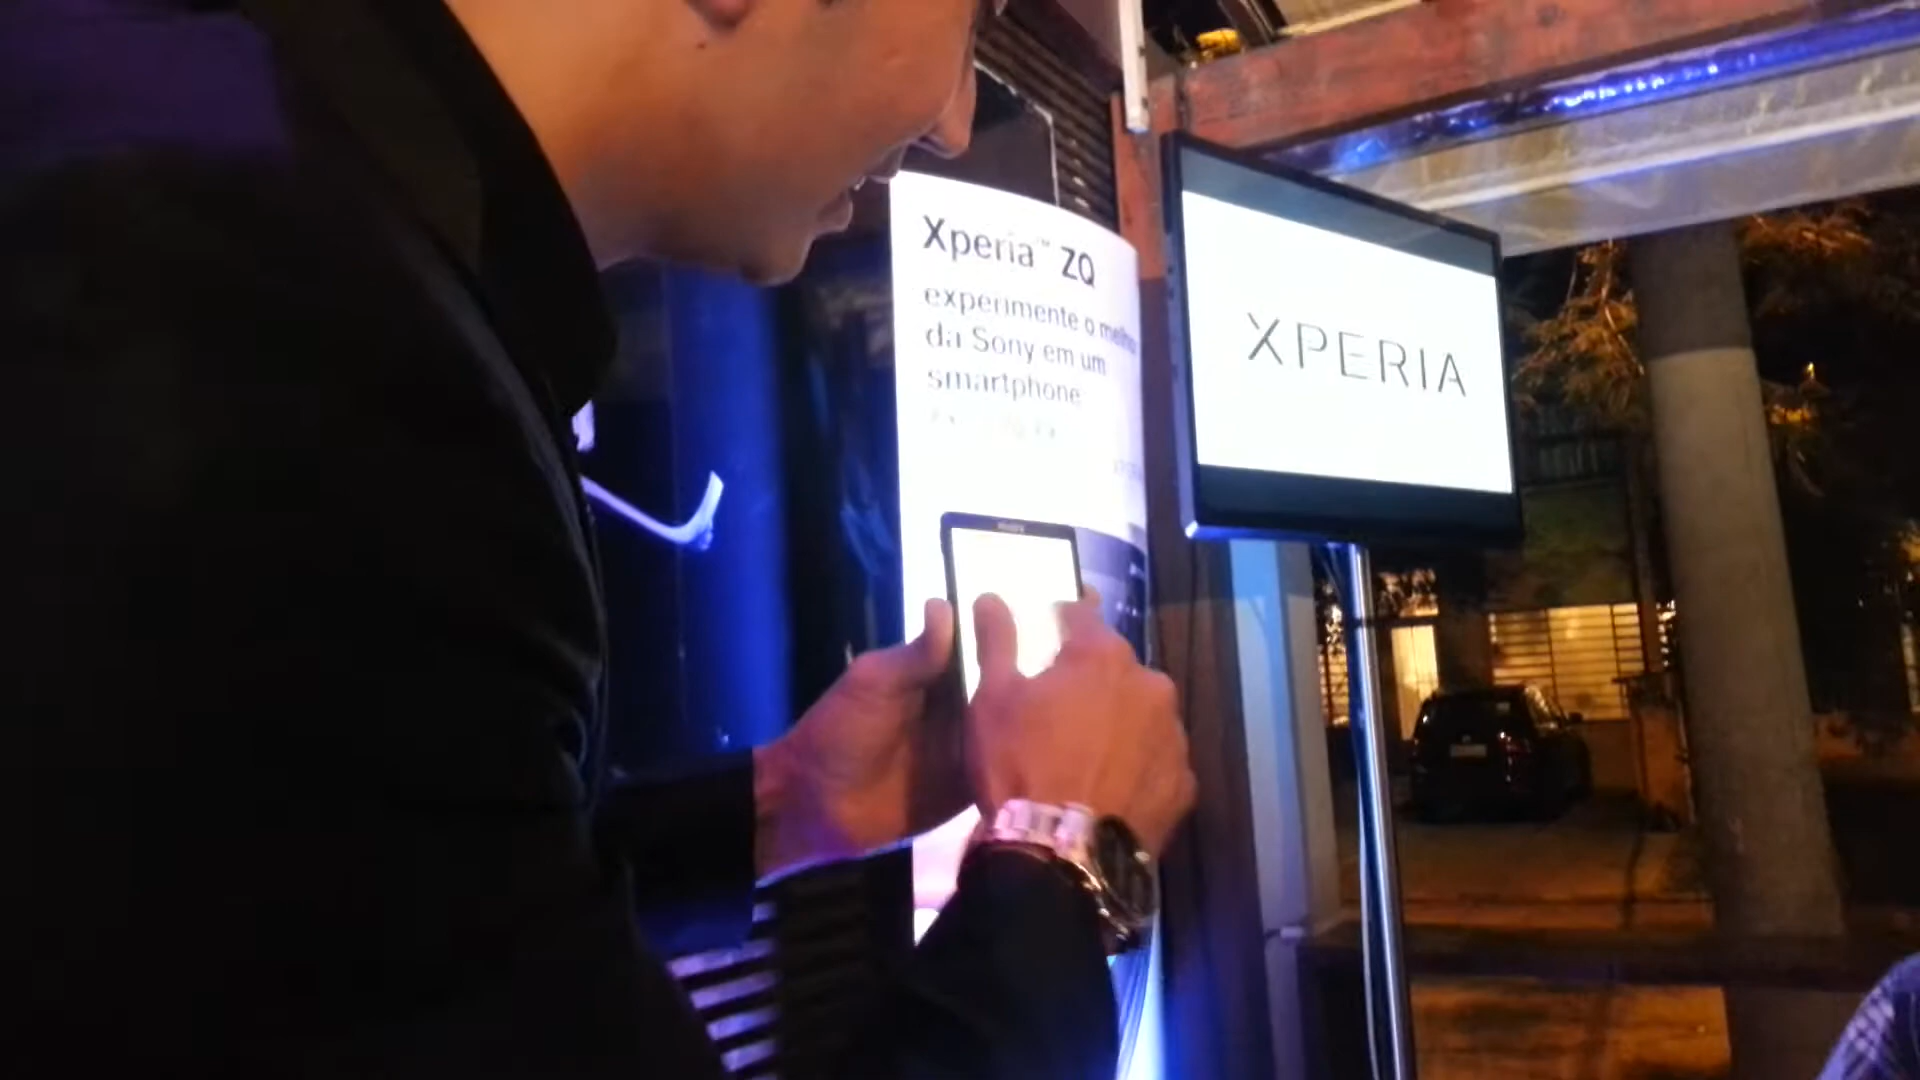 Xperia™ ZQ
experimente o melhor
da Sony em um
smartphone
XPERIA